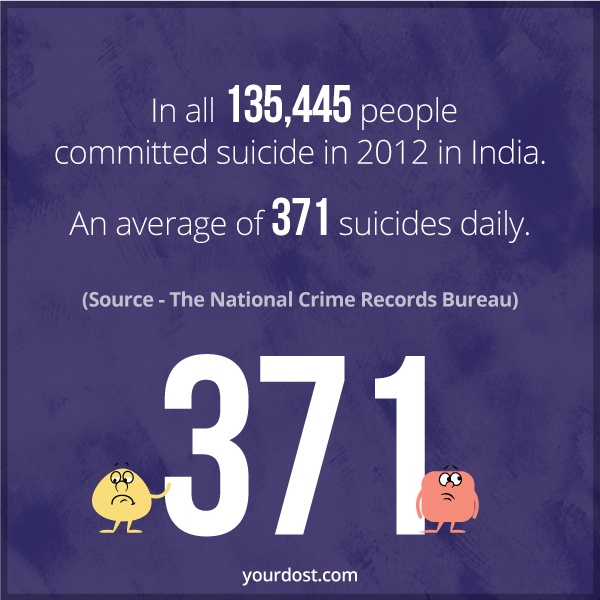 In all 135,445 people
committed suicide in 2012 in India.
An average of 371 suicides daily.
(Source - The National Crime Records Bureau)
371
yourdost.com